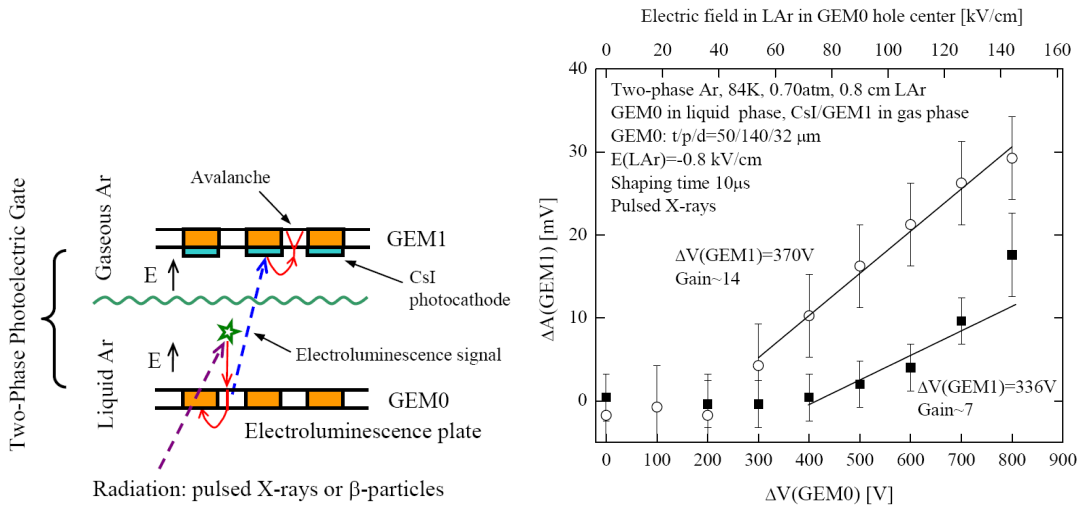 Two-Phase Photoelectric Gate
Gaseous Ar
Liquid Ar
Avalanche
GEM1
E
CsI
photocathode
E
Electroluminescence signal
GEM0
Electroluminescence plate
Radiation: pulsed X-rays or β-particles
Electric field in LAr in GEM0 hole center [kV/cm]
0 20 40 60 80 100 120 140 160
Two-phase Ar, 84K, 0.70atm, 0.8 cm LAr
GEM0 in liquid phase, CsI/GEM1 in gas phase
GEM0: t/p/d=50/140/32 μm
E(LAr)=-0.8 kV/cm
Shaping time 10μs
Pulsed X-rays
ΔV(GEM1)=370V
Gain~14
ΔV(GEM1)=336V
Gain~7
ΔA(GEM1) [mV]
40
30
20
10
0
0 100 200 300 400 500 600 700 800 900
ΔV(GEM0) [V]